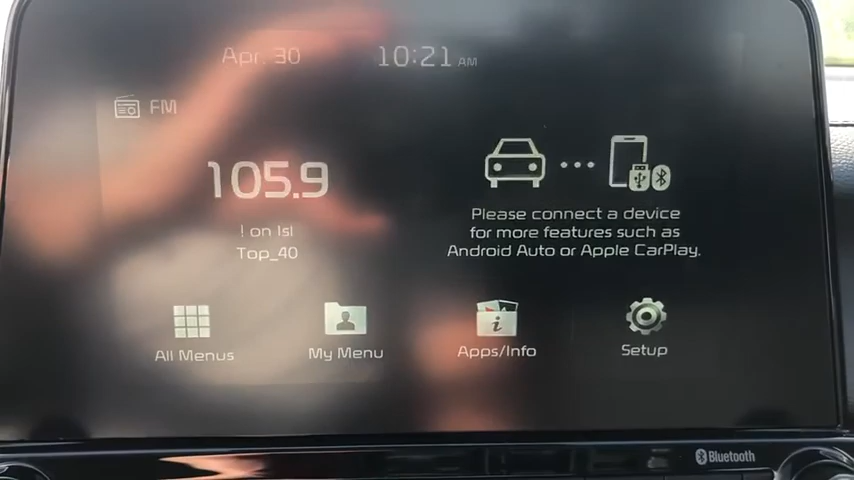 Apr. 30
10:21 AM
FM
105.9
! on Isl
Top_40
Please connect a device
for more features such as
Android Auto or Apple CarPlay.
All Menus
My Menu
Apps/Info
Setup
Bluetooth